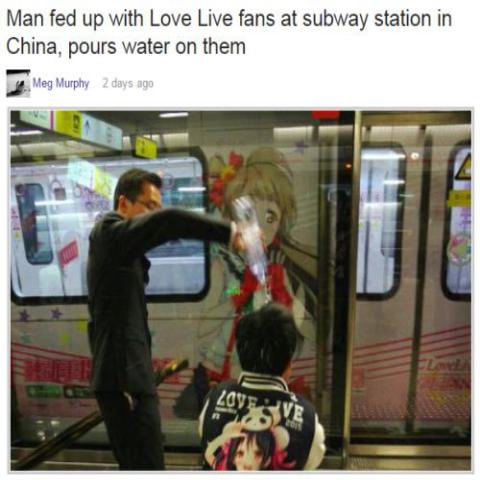 Man fed up with Love Live fans at subway station in
China, pours water on them
Meg Murphy 2 days ago
LOVE LIVE
2015